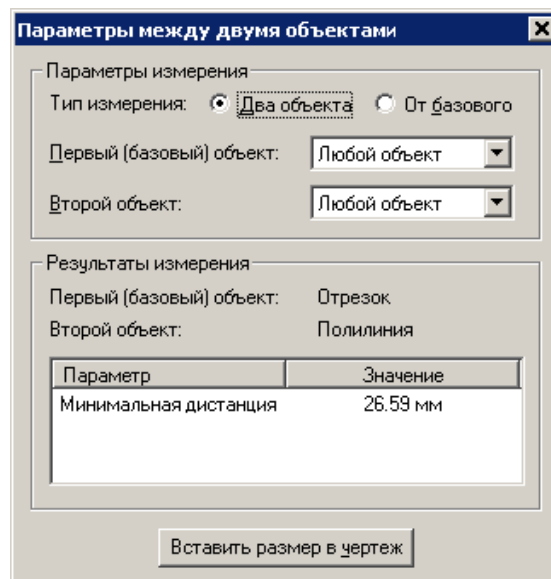 Параметры между двумя объектами
Параметры измерения
Тип измерения: Два объекта От базового
Первый (базовый) объект: Любой объект
Второй объект: Любой объект
Результаты измерения
Первый (базовый) объект: Отрезок
Второй объект: Полилиния
Параметр Значение
Минимальная дистанция 26.59 мм
Вставить размер в чертеж